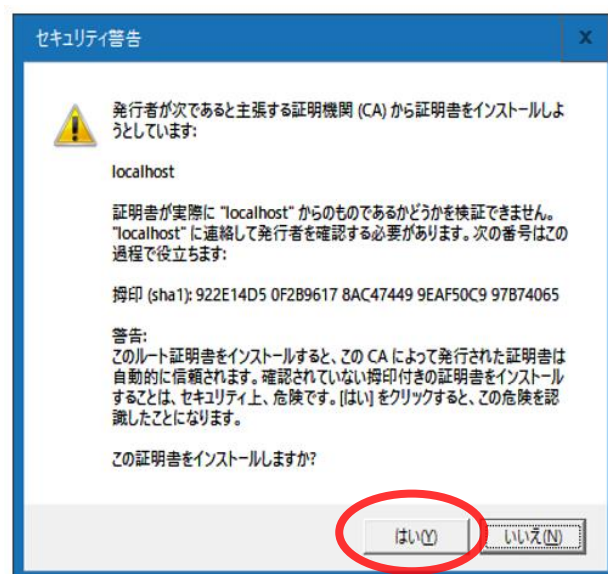 セキュリティ警告
発行者が次であると主張する証明機関 (CA) から証明書をインストールしよ
うとしています:
localhost
証明書が実際に "localhost" からのものであるかどうかを検証できません。
"localhost" に連絡して発行者を確認する必要があります。次の番号はこの
過程で役立ちます:
拇印 (sha1): 922E14D5 0F2B9617 8AC47449 9EAF50C9 97B74065
警告:
このルート証明書をインストールすると、この CA によって発行された証明書は
自動的に信頼されます。確認されていない拇印付きの証明書をインストール
することは、セキュリティ上、危険です。[はい] をクリックすると、この危険を認
識したことになります。
この証明書をインストールしますか?
はい(Y) いいえ(N)